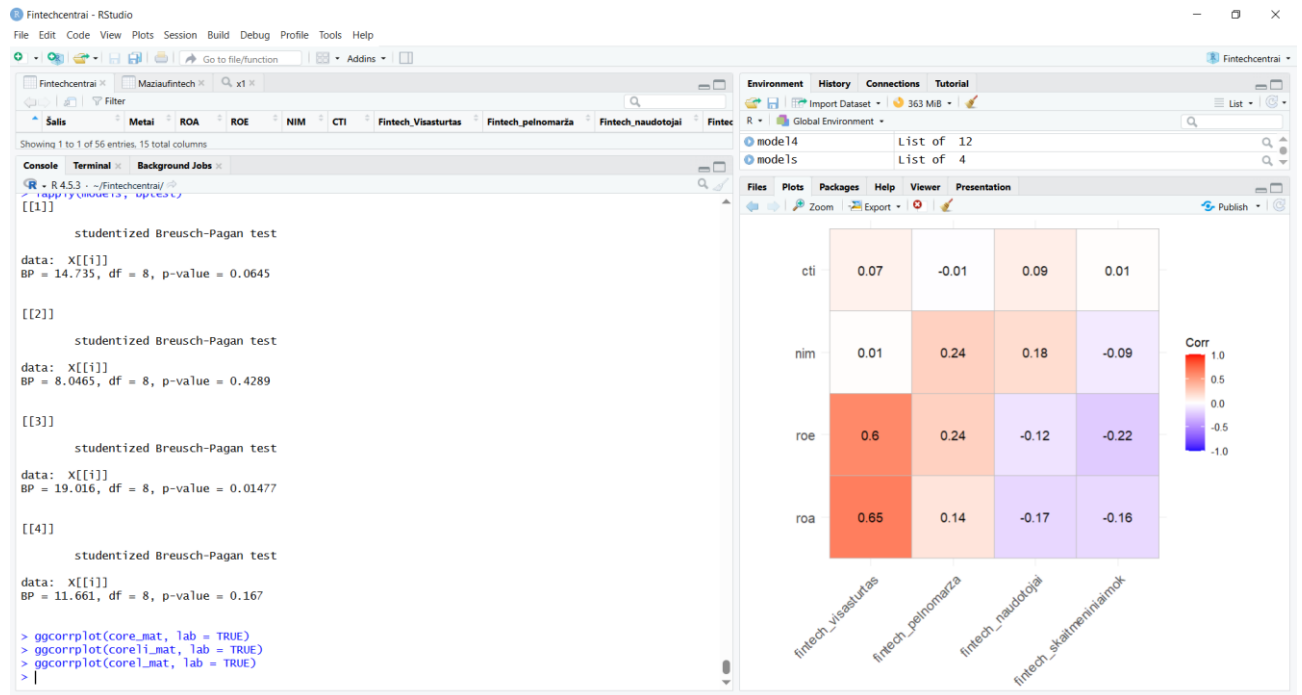 Fintechcentrai - RStudio
File Edit Code View Plots Session Build Debug Profile Tools Help
Go to file/function Addins Fintechcentrai
Fintechcentrai Maziaufintech x1
Filter
Šalis Metai ROA ROE NIM CTI Fintech_Visasturtas Fintech_pelnomarža Fintech_naudotojai Fintec
Showing 1 to 1 of 56 entries, 15 total columns
Console Terminal Background Jobs
R 4.5.3 · ~/Fintechcentrai/
> lapply(models, bptest)
[[1]]
studentized Breusch-Pagan test
data: X[[i]]
BP = 14.735, df = 8, p-value = 0.0645
[[2]]
studentized Breusch-Pagan test
data: X[[i]]
BP = 8.0465, df = 8, p-value = 0.4289
[[3]]
studentized Breusch-Pagan test
data: X[[i]]
BP = 19.016, df = 8, p-value = 0.01477
[[4]]
studentized Breusch-Pagan test
data: X[[i]]
BP = 11.661, df = 8, p-value = 0.167
> ggcorrplot(core_mat, lab = TRUE)
> ggcorrplot(coreli_mat, lab = TRUE)
> ggcorrplot(corel_mat, lab = TRUE)
>
Environment History Connections Tutorial
Import Dataset 363 MiB List
R Global Environment
model4 List of 12
models List of 4
Files Plots Packages Help Viewer Presentation
Zoom Export Publish
cti 0.07 -0.01 0.09 0.01
nim 0.01 0.24 0.18 -0.09
roe 0.6 0.24 -0.12 -0.22
roa 0.65 0.14 -0.17 -0.16
fintech_visasturtas
fintech_pelnomarza
fintech_naudotojai
fintech_skaitmeniniaimok
Corr
1.0
0.5
0.0
-0.5
-1.0